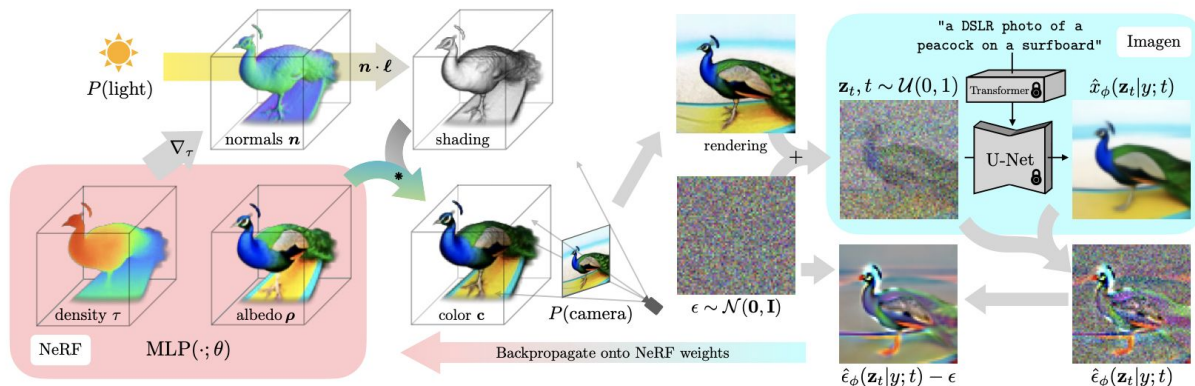 "a DSLR photo of a
peacock on a surfboard"
Imagen
P(light)
n · ℓ
z_t, t ∼ U(0, 1)
Transformer
x̂_ϕ(z_t|y; t)
normals n
shading
rendering
+
U-Net
∇_τ
*
density τ
albedo ρ
color c
P(camera)
ϵ ∼ N(0, I)
NeRF
MLP(·; θ)
Backpropagate onto NeRF weights
ϵ̂_ϕ(z_t|y; t) − ϵ
ϵ̂_ϕ(z_t|y; t)